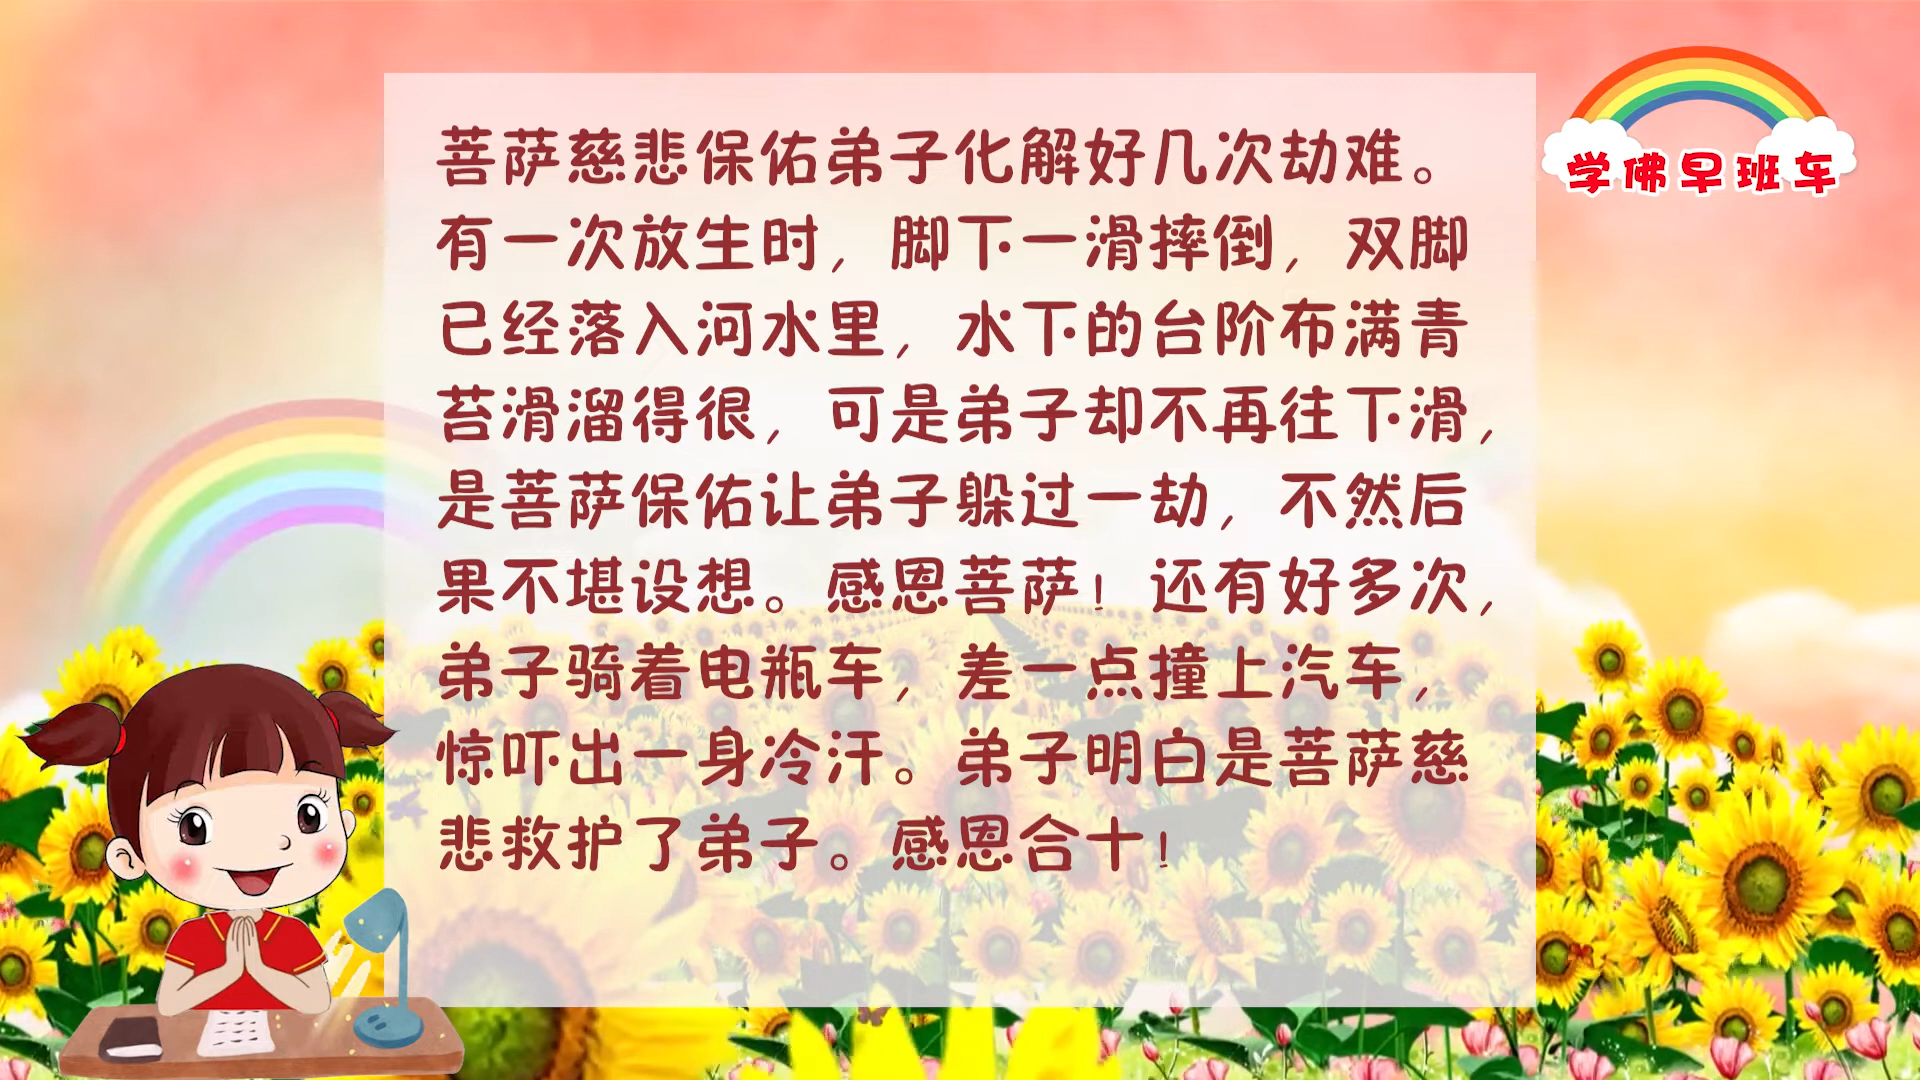 学佛早班车
菩萨慈悲保佑弟子化解好几次劫难。
有一次放生时，脚下一滑摔倒，双脚
已经落入河水里，水下的台阶布满青
苔滑溜得很，可是弟子却不再往下滑，
是菩萨保佑让弟子躲过一劫，不然后
果不堪设想。感恩菩萨！还有好多次，
弟子骑着电瓶车，差一点撞上汽车，
惊吓出一身冷汗。弟子明白是菩萨慈
悲救护了弟子。感恩合十！